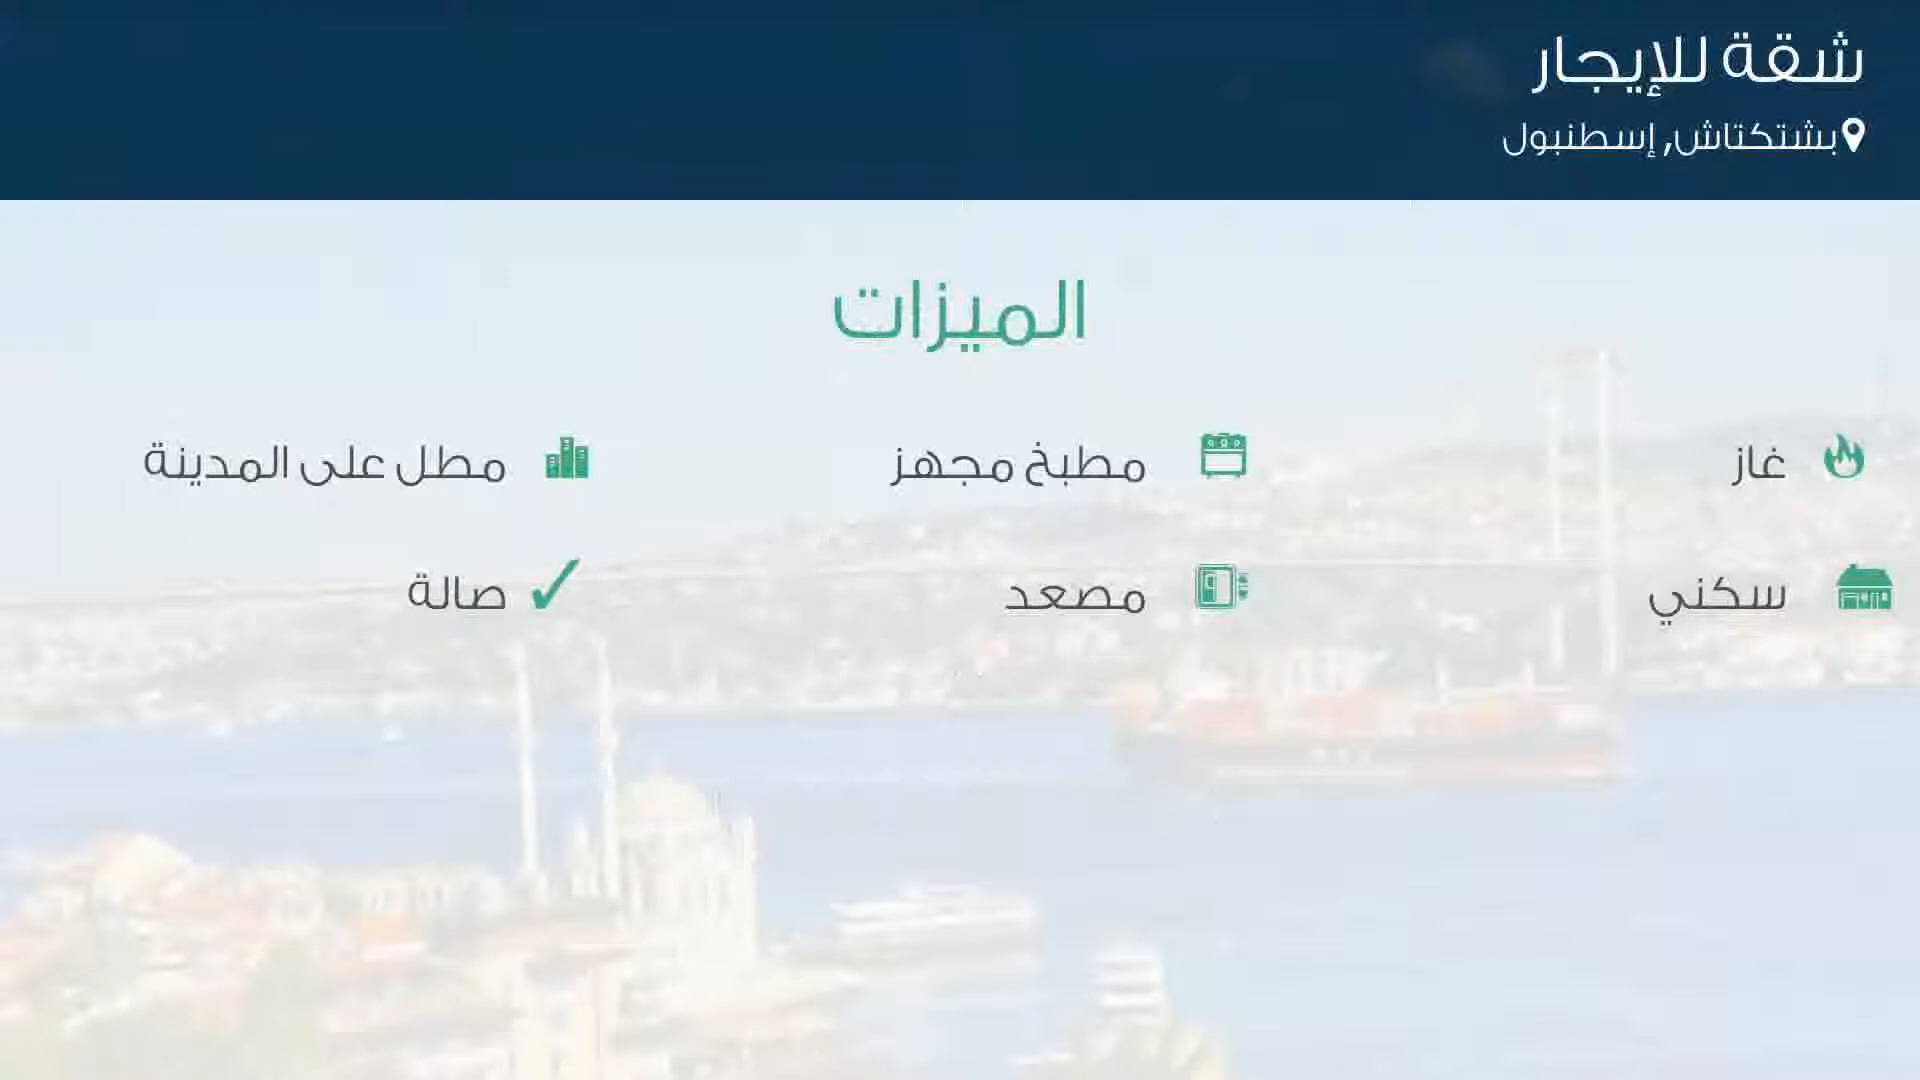 شقة للإيجار
بشتكتاش, إسطنبول
الميزات
غاز
مطبخ مجهز
مطل على المدينة
سكني
مصعد
صالة